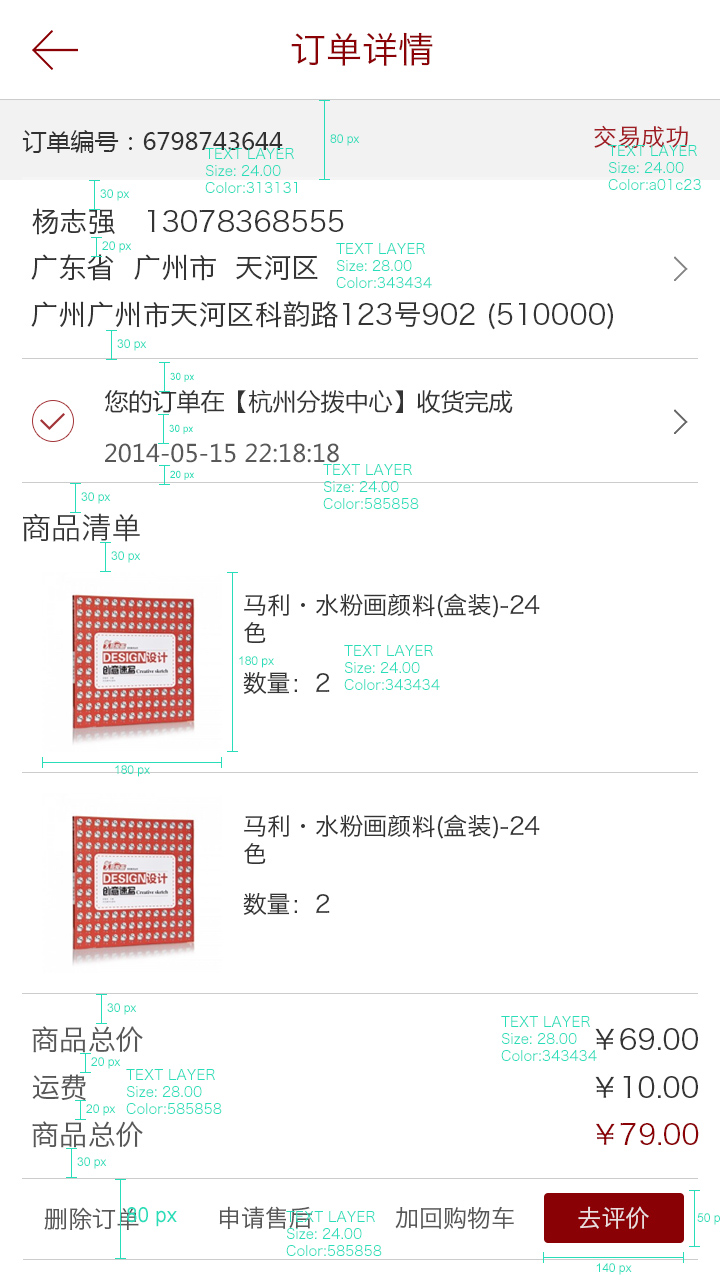 订单详情
订单编号：6798743644
交易成功
80 px
TEXT LAYER
Size: 24.00
Color:313131
TEXT LAYER
Size: 24.00
Color:a01c23
30 px
杨志强 13078368555
20 px
广东省 广州市 天河区
TEXT LAYER
Size: 28.00
Color:343434
广州广州市天河区科韵路123号902 (510000)
30 px
30 px
您的订单在【杭州分拨中心】收货完成
30 px
2014-05-15 22:18:18
20 px
TEXT LAYER
Size: 24.00
Color:585858
30 px
商品清单
30 px
马利·水粉画颜料(盒装)-24
色
180 px
数量：2
TEXT LAYER
Size: 24.00
Color:343434
DESIGN设计
创意速写 Creative sketch
180 px
马利·水粉画颜料(盒装)-24
色
数量：2
DESIGN设计
创意速写 Creative sketch
30 px
商品总价
TEXT LAYER
Size: 28.00
Color:343434
￥69.00
20 px
运费
TEXT LAYER
Size: 28.00
Color:585858
￥10.00
20 px
商品总价
￥79.00
30 px
删除订单
80 px
申请售后
TEXT LAYER
Size: 24.00
Color:585858
加回购物车
去评价
50 p
140 px